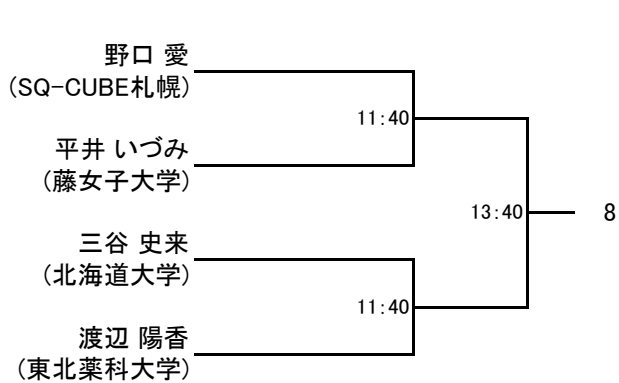 野口 愛
(SQ-CUBE札幌)
11:40
平井 いづみ
(藤女子大学)
13:40
8
三谷 史来
(北海道大学)
11:40
渡辺 陽香
(東北薬科大学)